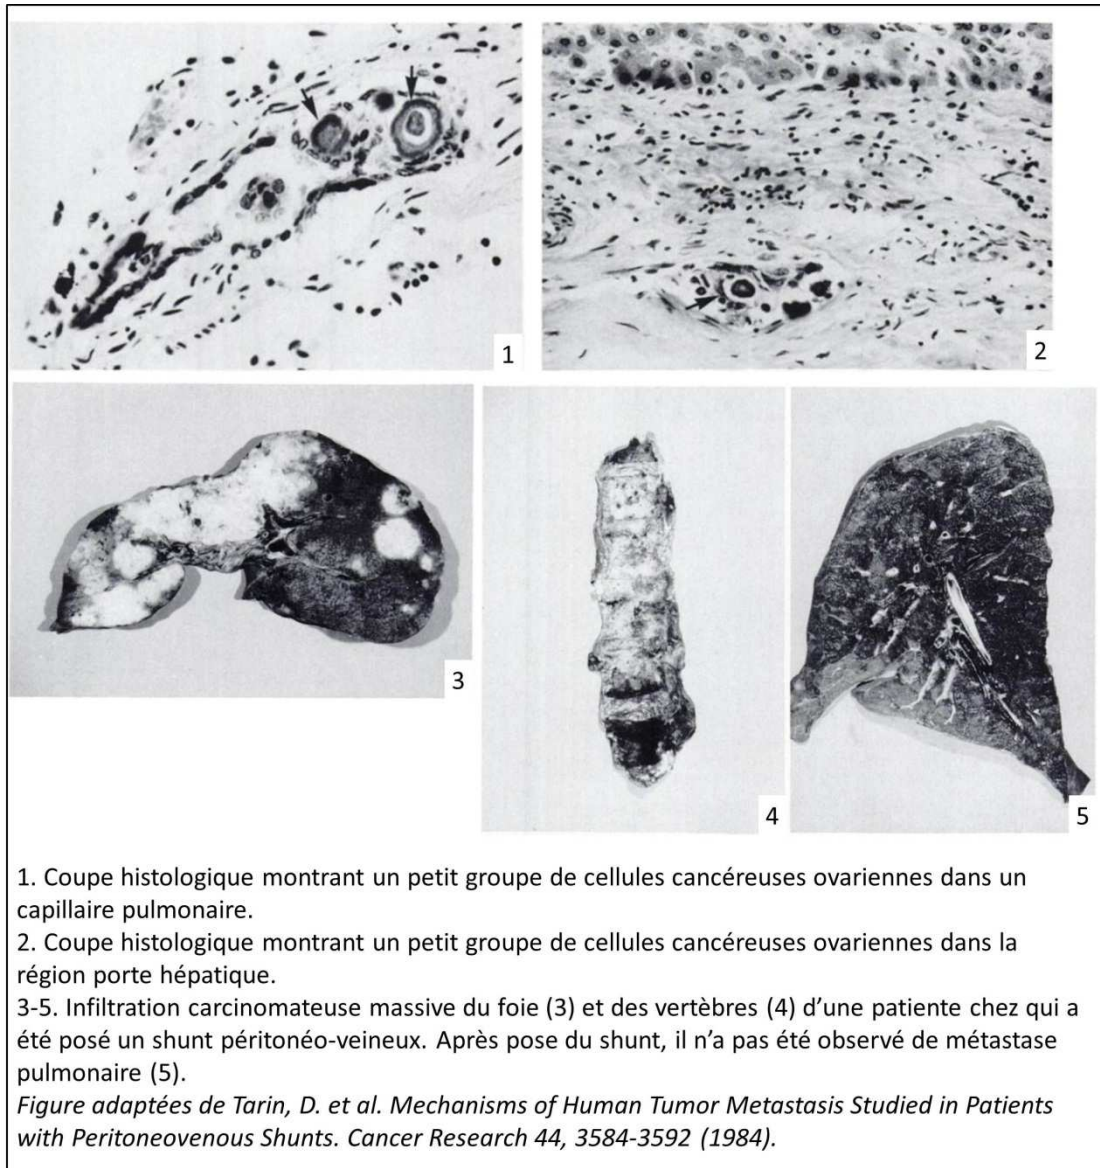 1
2
3
4
5
1. Coupe histologique montrant un petit groupe de cellules cancéreuses ovariennes dans un
capillaire pulmonaire.
2. Coupe histologique montrant un petit groupe de cellules cancéreuses ovariennes dans la
région porte hépatique.
3-5. Infiltration carcinomateuse massive du foie (3) et des vertèbres (4) d’une patiente chez qui a
été posé un shunt péritonéo-veineux. Après pose du shunt, il n’a pas été observé de métastase
pulmonaire (5).
Figure adaptées de Tarin, D. et al. Mechanisms of Human Tumor Metastasis Studied in Patients
with Peritoneovenous Shunts. Cancer Research 44, 3584-3592 (1984).